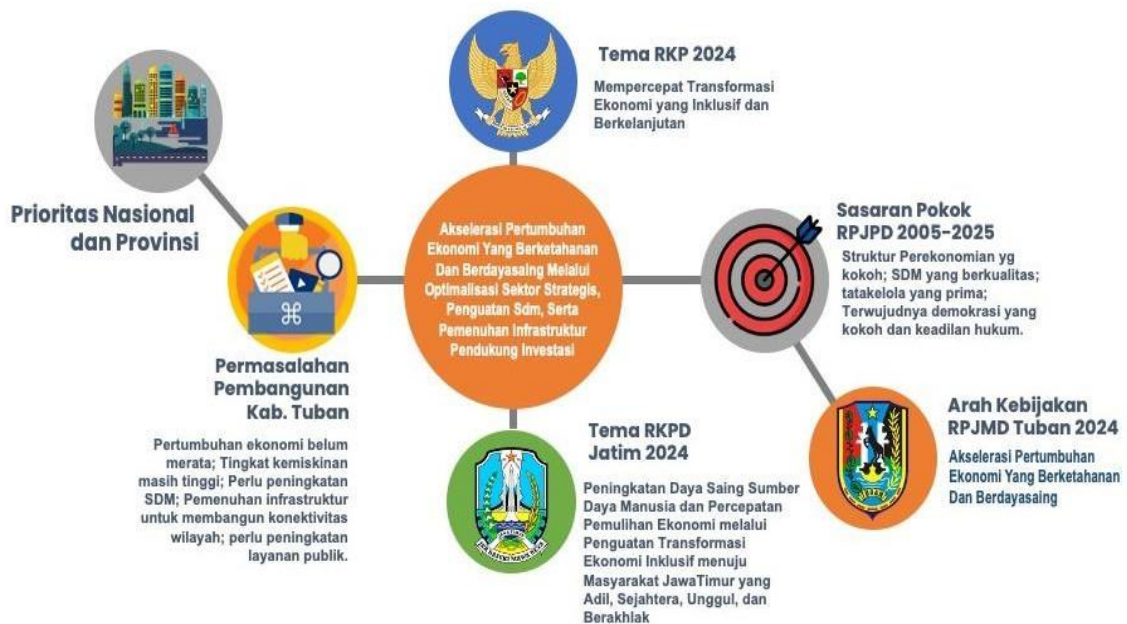 Tema RKP 2024
Mempercepat Transformasi
Ekonomi yang Inklusif dan
Berkelanjutan
Prioritas Nasional
dan Provinsi
Akselerasi Pertumbuhan
Ekonomi Yang Berketahanan
Dan Berdayasaing Melalui
Optimalisasi Sektor Strategis,
Penguatan Sdm, Serta
Pemenuhan Infrastruktur
Pendukung Investasi
Sasaran Pokok
RPJPD 2005-2025
Struktur Perekonomian yg
kokoh; SDM yang berkualitas;
tatakelola yang prima;
Terwujudnya demokrasi yang
kokoh dan keadilan hukum.
Permasalahan
Pembangunan
Kab. Tuban
Pertumbuhan ekonomi belum
merata; Tingkat kemiskinan
masih tinggi; Perlu peningkatan
SDM; Pemenuhan infrastruktur
untuk membangun konektivitas
wilayah; perlu peningkatan
layanan publik.
Tema RKPD
Jatim 2024
Peningkatan Daya Saing Sumber
Daya Manusia dan Percepatan
Pemulihan Ekonomi melalui
Penguatan Transformasi
Ekonomi Inklusif menuju
Masyarakat JawaTimur yang
Adil, Sejahtera, Unggul, dan
Berakhlak
Arah Kebijakan
RPJMD Tuban 2024
Akselerasi Pertumbuhan
Ekonomi Yang Berketahanan
Dan Berdayasaing